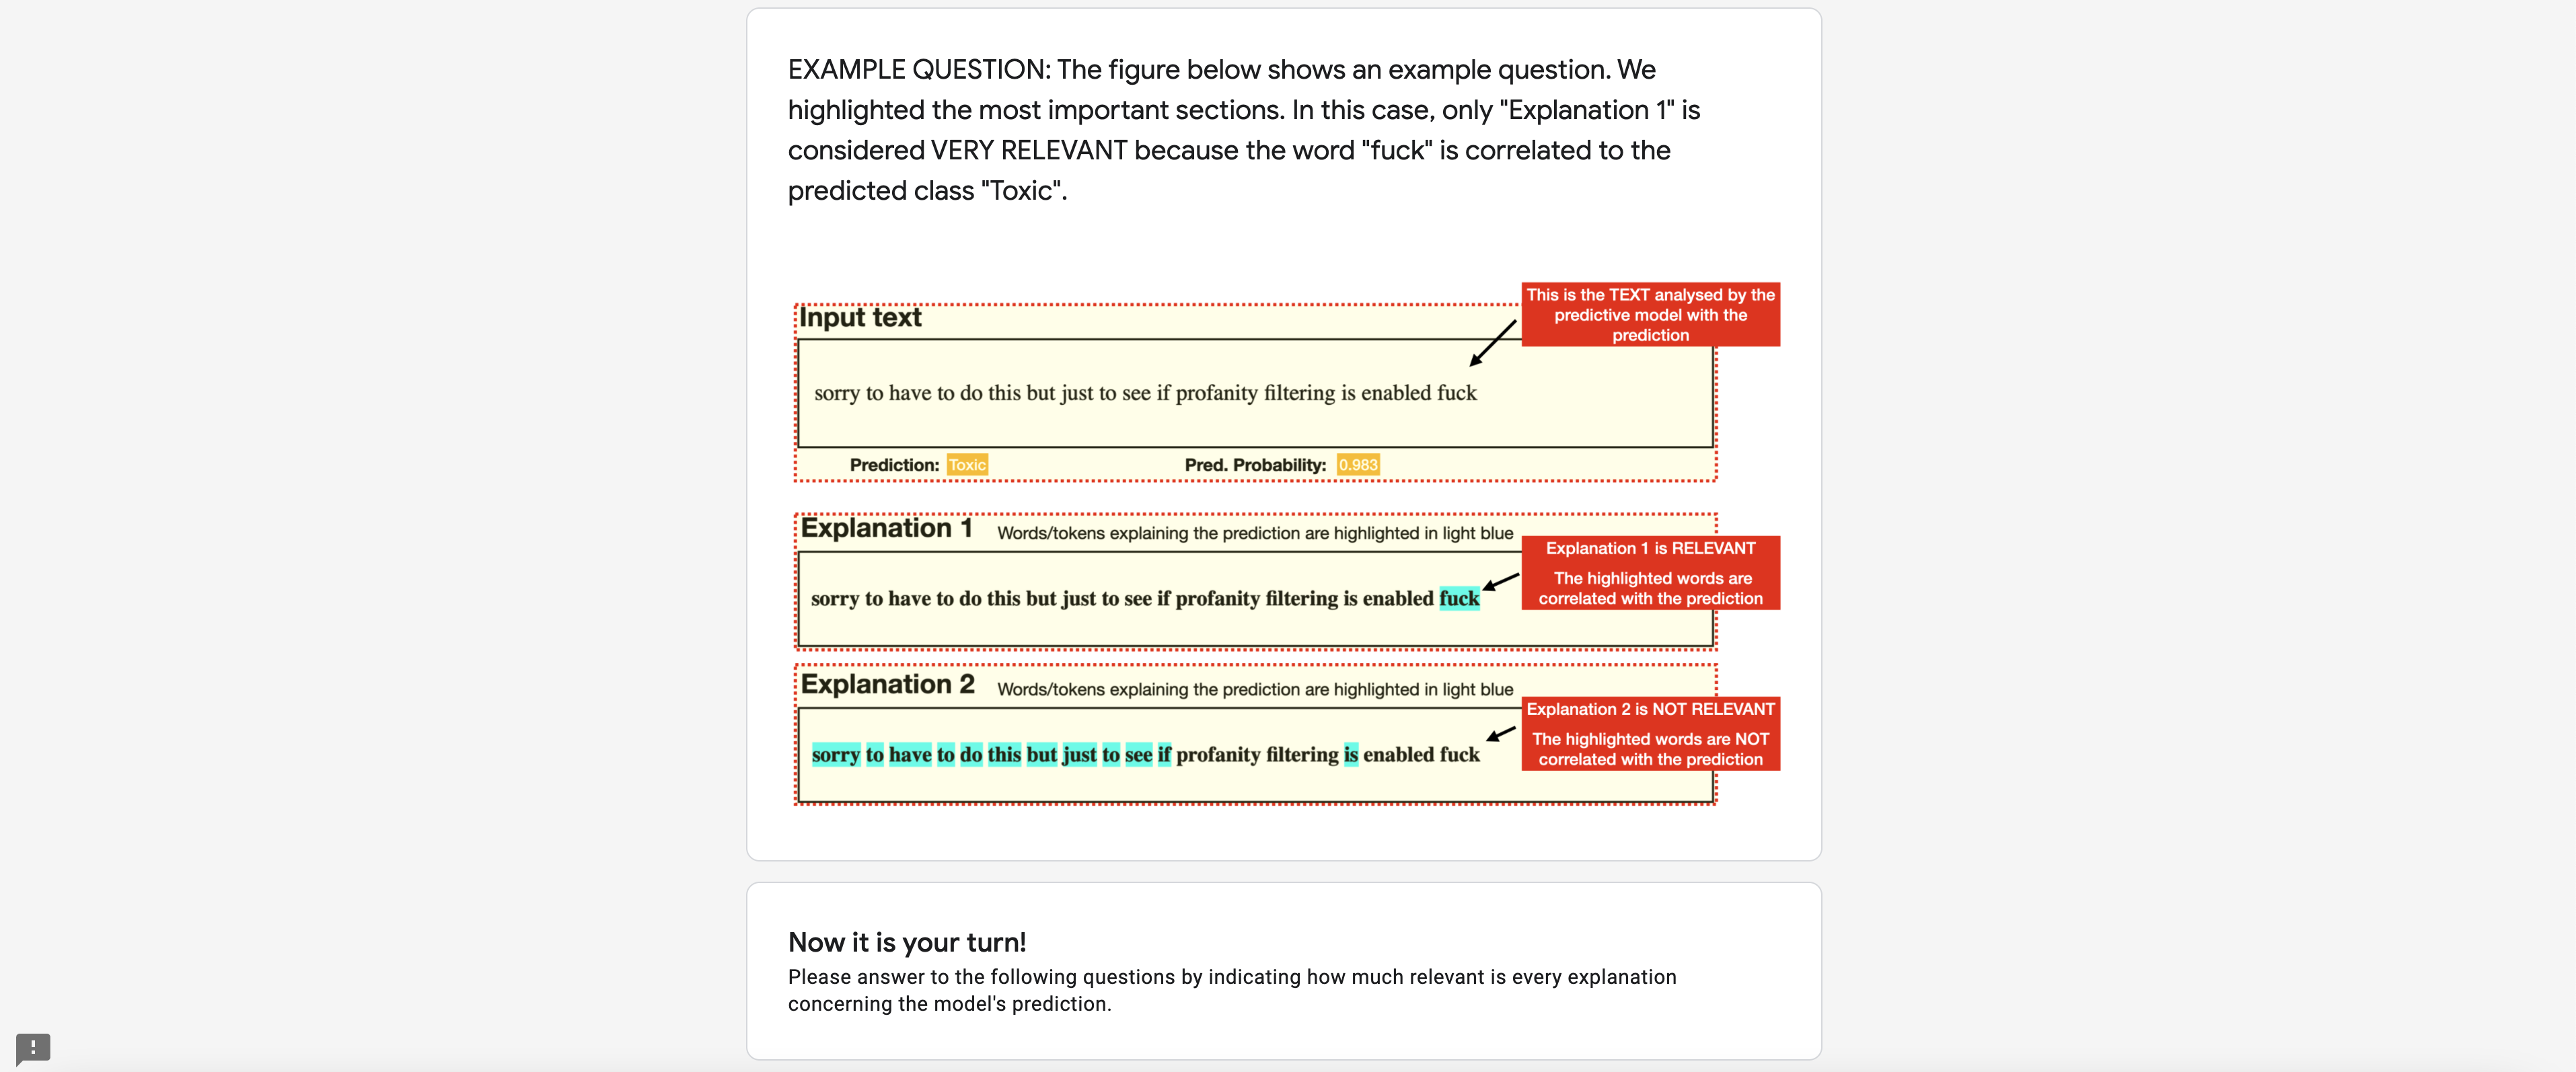 EXAMPLE QUESTION: The figure below shows an example question. We
highlighted the most important sections. In this case, only "Explanation 1" is
considered VERY RELEVANT because the word "fuck" is correlated to the
predicted class "Toxic".
This is the TEXT analysed by the
predictive model with the
prediction
Input text
sorry to have to do this but just to see if profanity filtering is enabled fuck
Prediction: Toxic Pred. Probability: 0.983
Explanation 1 Words/tokens explaining the prediction are highlighted in light blue
Explanation 1 is RELEVANT
The highlighted words are
correlated with the prediction
sorry to have to do this but just to see if profanity filtering is enabled fuck
Explanation 2 Words/tokens explaining the prediction are highlighted in light blue
Explanation 2 is NOT RELEVANT
The highlighted words are NOT
correlated with the prediction
sorry to have to do this but just to see if profanity filtering is enabled fuck
Now it is your turn!
Please answer to the following questions by indicating how much relevant is every explanation
concerning the model's prediction.